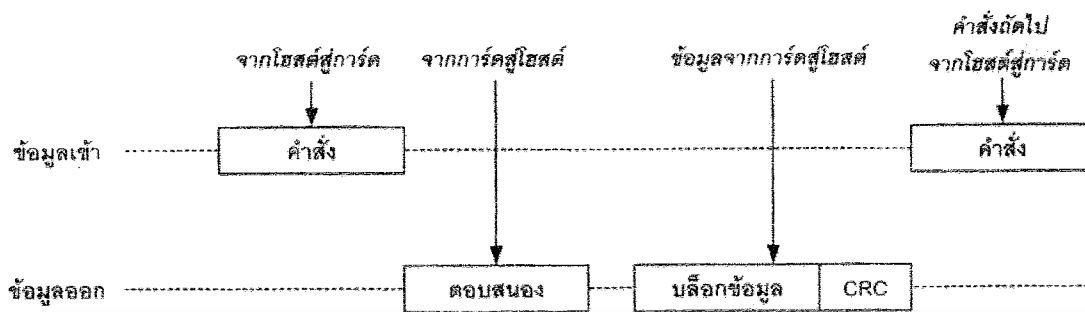 จากโฮสต์สู่การ์ด
จากการ์ดสู่โฮสต์
ข้อมูลจากการ์ดสู่โฮสต์
คำสั่งถัดไป
จากโฮสต์สู่การ์ด
ข้อมูลเข้า
คำสั่ง
คำสั่ง
ข้อมูลออก
ตอบสนอง
บล็อกข้อมูล
CRC